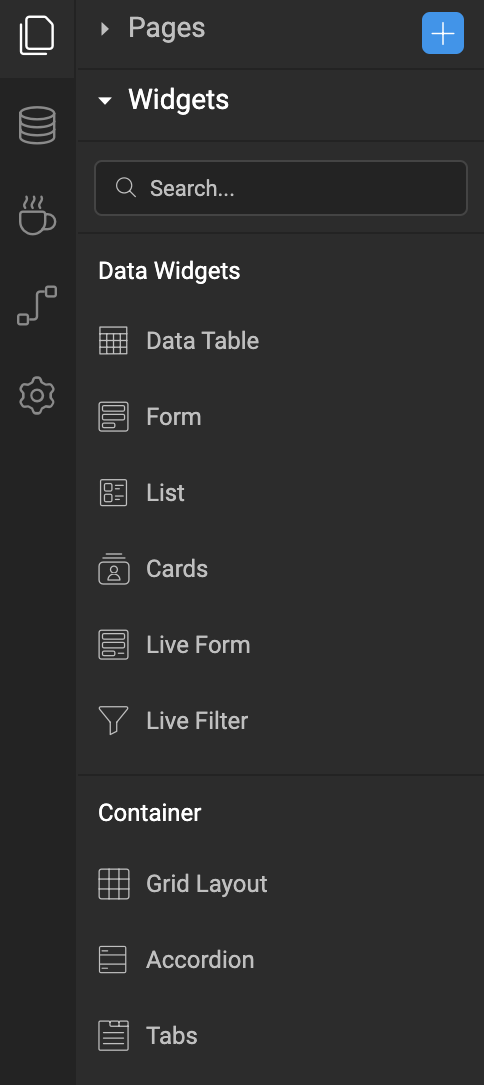 Pages
Widgets
Search...
Data Widgets
Data Table
Form
List
Cards
Live Form
Live Filter
Container
Grid Layout
Accordion
Tabs